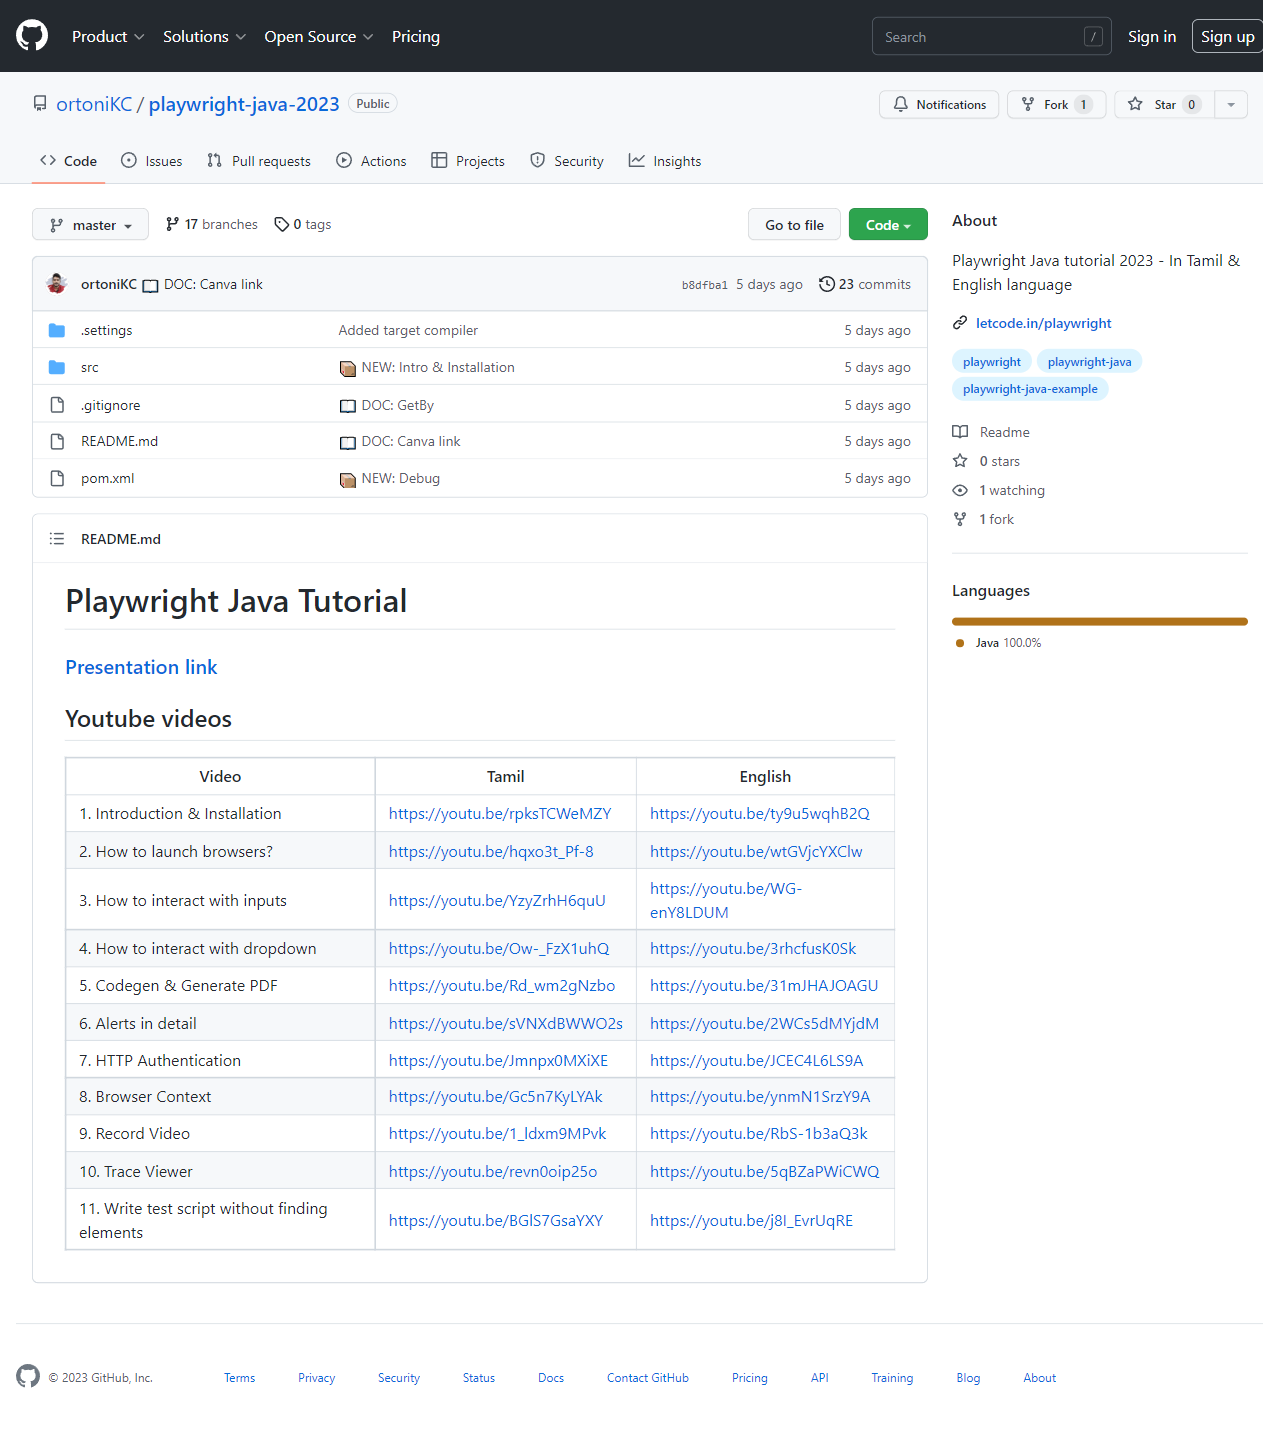 Product Solutions Open Source Pricing Search / Sign in Sign up
ortoniKC / playwright-java-2023 Public Notifications Fork 1 Star 0
Code Issues Pull requests Actions Projects Security Insights
master 17 branches 0 tags Go to file Code
ortoniKC DOC: Canva link b8dfba1 5 days ago 23 commits
.settings Added target compiler 5 days ago
src NEW: Intro & Installation 5 days ago
.gitignore DOC: GetBy 5 days ago
README.md DOC: Canva link 5 days ago
pom.xml NEW: Debug 5 days ago
About
Playwright Java tutorial 2023 - In Tamil &
English language
letcode.in/playwright
playwright playwright-java
playwright-java-example
Readme
0 stars
1 watching
1 fork
Languages
Java 100.0%
README.md
Playwright Java Tutorial
Presentation link
Youtube videos
Video Tamil English
1. Introduction & Installation https://youtu.be/rpksTCWeMZY https://youtu.be/ty9u5wqhB2Q
2. How to launch browsers? https://youtu.be/hqxo3t_Pf-8 https://youtu.be/wtGVjcYXClw
3. How to interact with inputs https://youtu.be/YzyZrhH6quU https://youtu.be/WG-
enY8LDUM
4. How to interact with dropdown https://youtu.be/Ow-_FzX1uhQ https://youtu.be/3rhcfusK0Sk
5. Codegen & Generate PDF https://youtu.be/Rd_wm2gNzbo https://youtu.be/31mJHAJOAGU
6. Alerts in detail https://youtu.be/sVNXdBWWO2s https://youtu.be/2WCs5dMYjdM
7. HTTP Authentication https://youtu.be/Jmnpx0MXiXE https://youtu.be/JCEC4L6LS9A
8. Browser Context https://youtu.be/Gc5n7KyLYAk https://youtu.be/ynmN1SrzY9A
9. Record Video https://youtu.be/1_ldxm9MPvk https://youtu.be/RbS-1b3aQ3k
10. Trace Viewer https://youtu.be/revn0oip25o https://youtu.be/5qBZaPWiCWQ
11. Write test script without finding
elements https://youtu.be/BGlS7GsaYXY https://youtu.be/j8I_EvrUqRE
© 2023 GitHub, Inc. Terms Privacy Security Status Docs Contact GitHub Pricing API Training Blog About